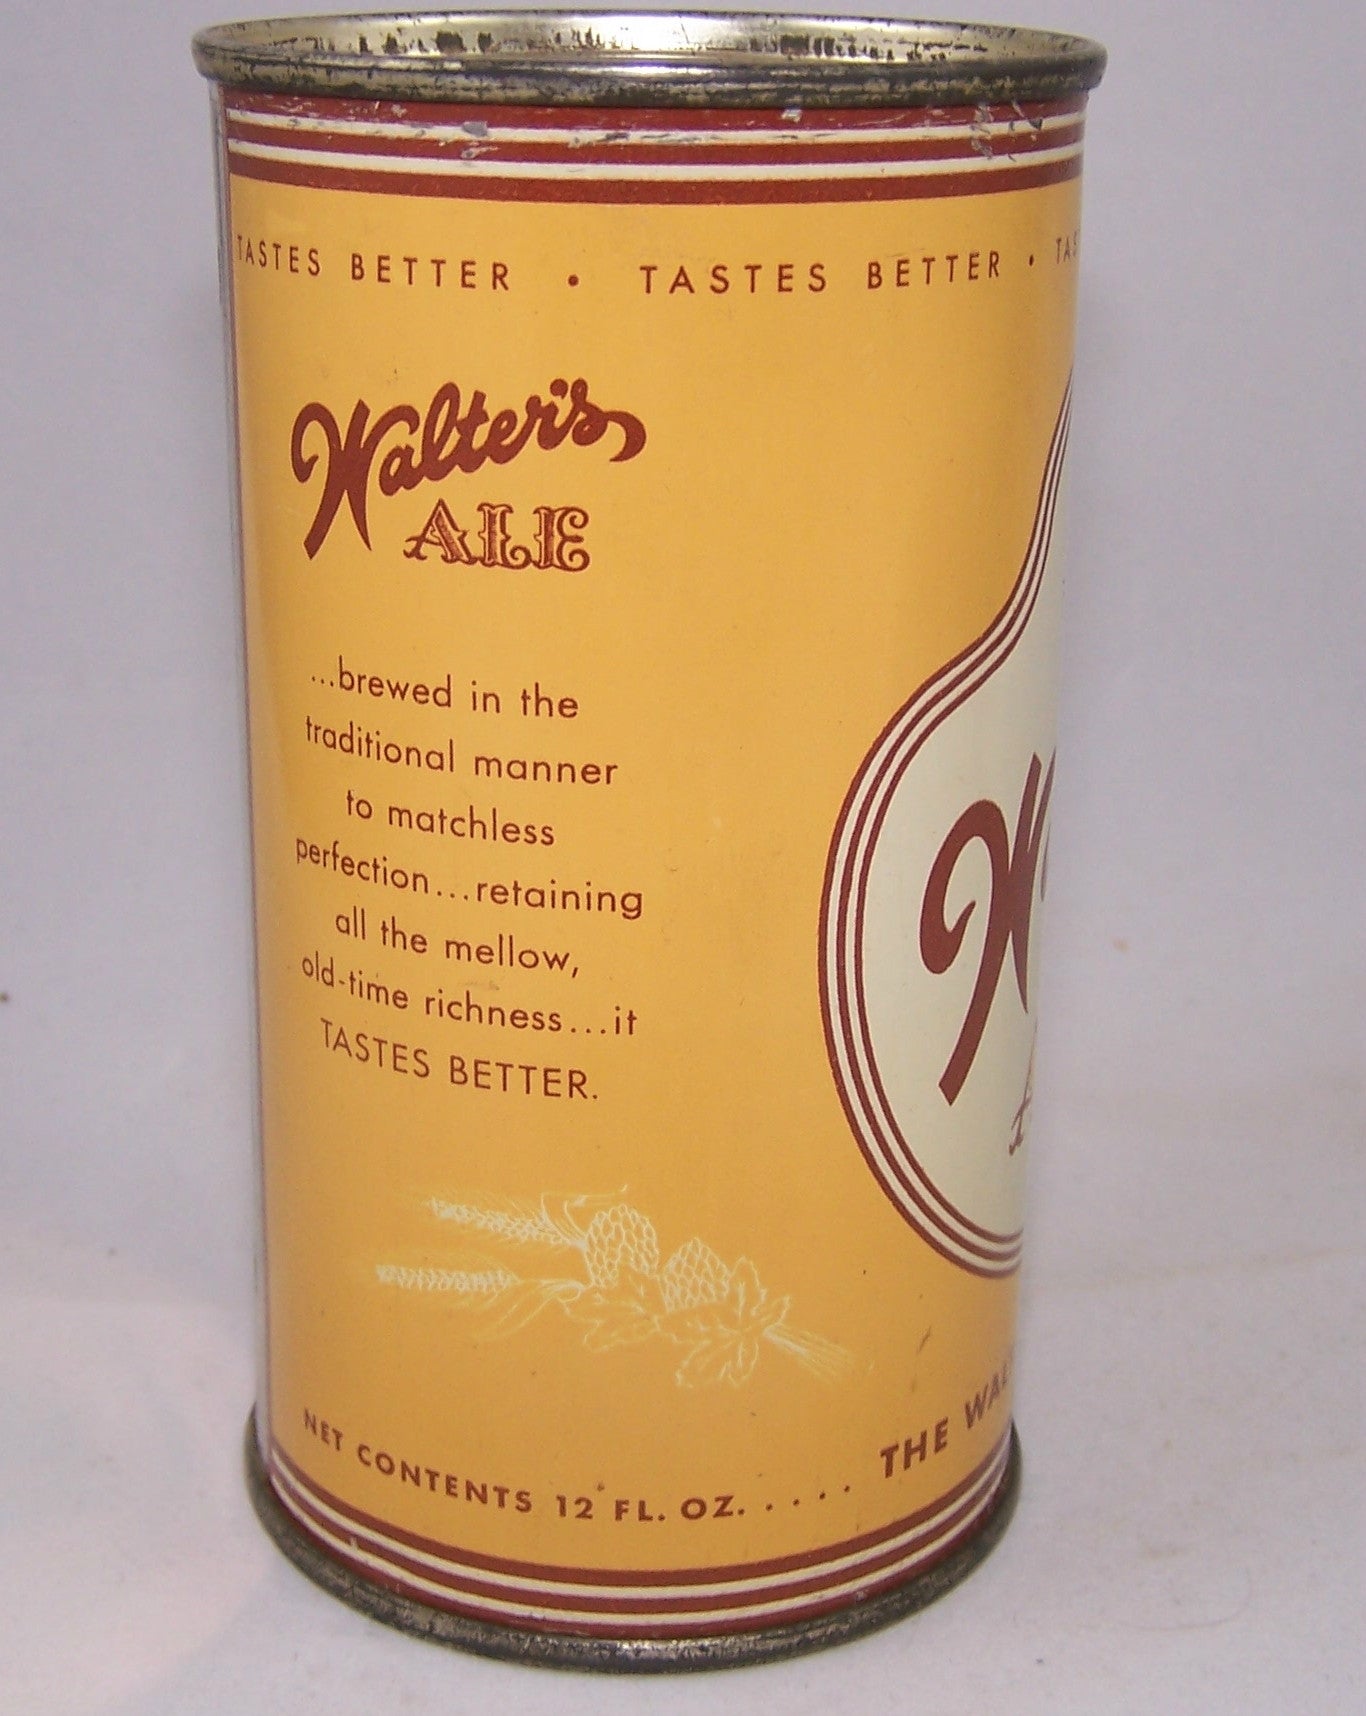 TASTES BETTER • TASTES BETTER •
Walter's
ALE
...brewed in the
traditional manner
to matchless
perfection...retaining
all the mellow,
old-time richness...it
TASTES BETTER.
NET CONTENTS 12 FL. OZ. . . . . . THE